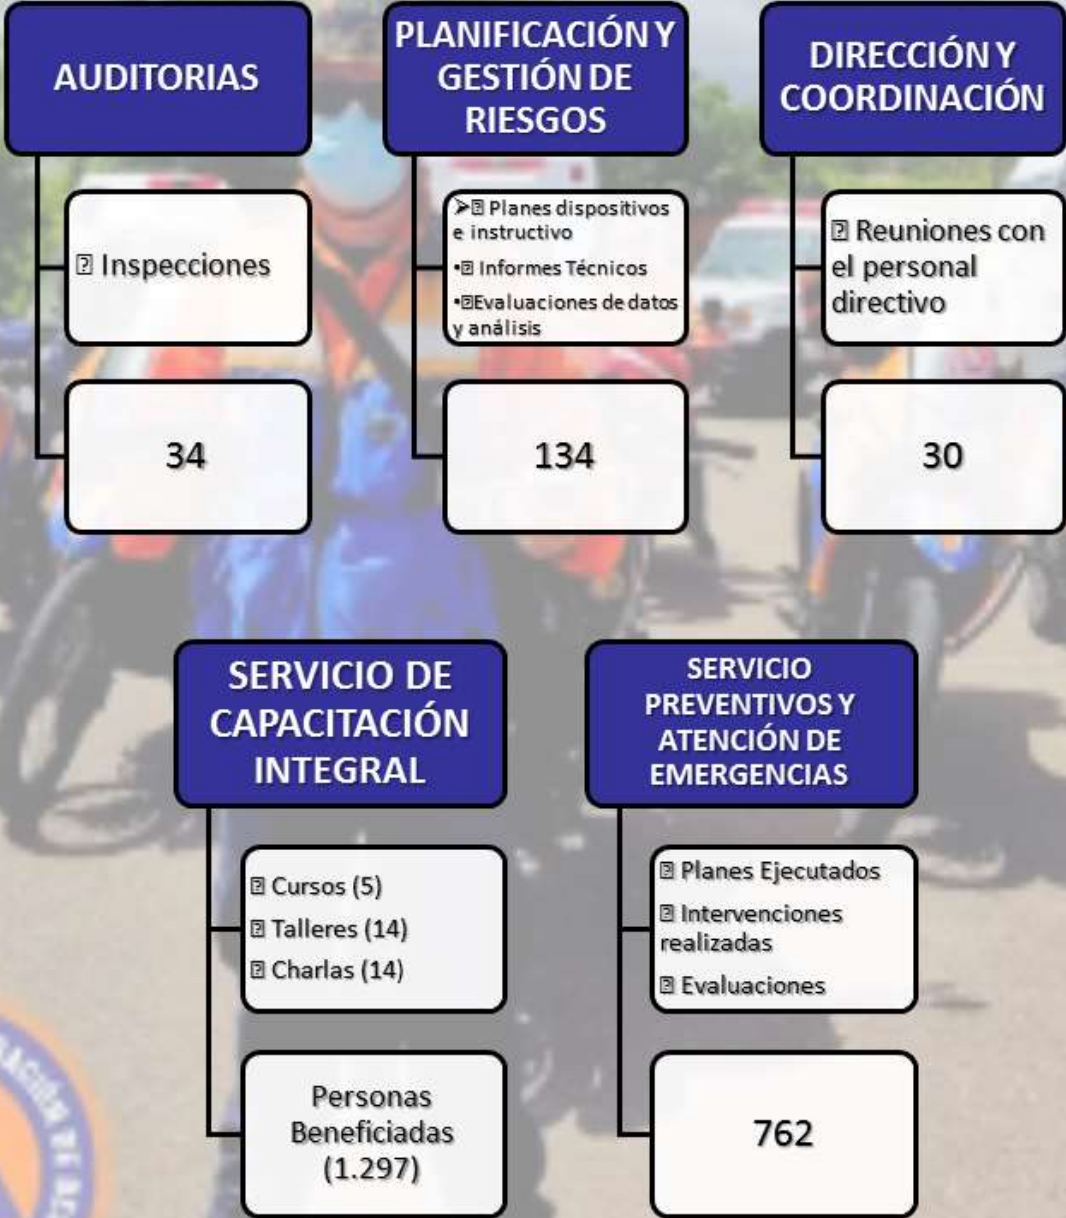 AUDITORIAS
⍰ Inspecciones
34
PLANIFICACIÓN Y
GESTIÓN DE
RIESGOS
➢⍰ Planes dispositivos
e instructivo
•⍰ Informes Técnicos
•⍰Evaluaciones de datos
y análisis
134
DIRECCIÓN Y
COORDINACIÓN
⍰ Reuniones con
el personal
directivo
30
SERVICIO DE
CAPACITACIÓN
INTEGRAL
⍰ Cursos (5)
⍰ Talleres (14)
⍰ Charlas (14)
Personas
Beneficiadas
(1.297)
SERVICIO
PREVENTIVOS Y
ATENCIÓN DE
EMERGENCIAS
⍰ Planes Ejecutados
⍰ Intervenciones
realizadas
⍰ Evaluaciones
762